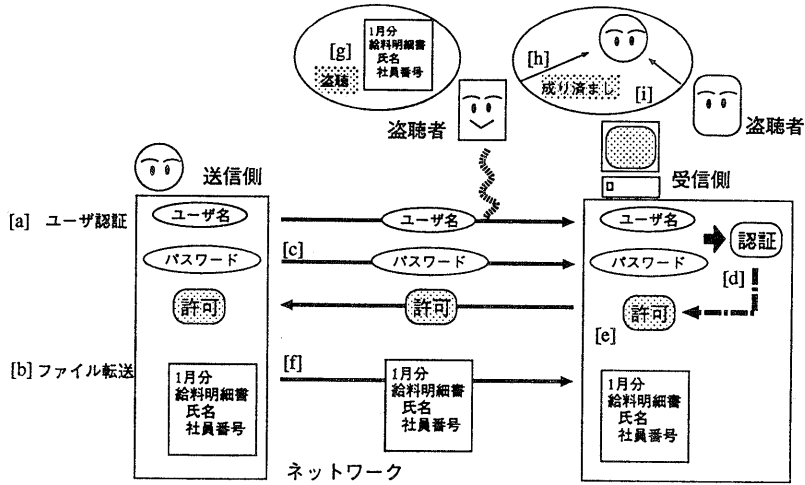 [g]
1月分
給料明細書
氏名
社員番号
盗聴
[h]
成り済まし
[i]
盗聴者
盗聴者
送信側
受信側
[a] ユーザ認証
ユーザ名
ユーザ名
ユーザ名
認証
[c]
パスワード
パスワード
パスワード
[d]
許可
許可
許可
[e]
[b] ファイル転送
[f]
1月分
給料明細書
氏名
社員番号
1月分
給料明細書
氏名
社員番号
1月分
給料明細書
氏名
社員番号
ネットワーク